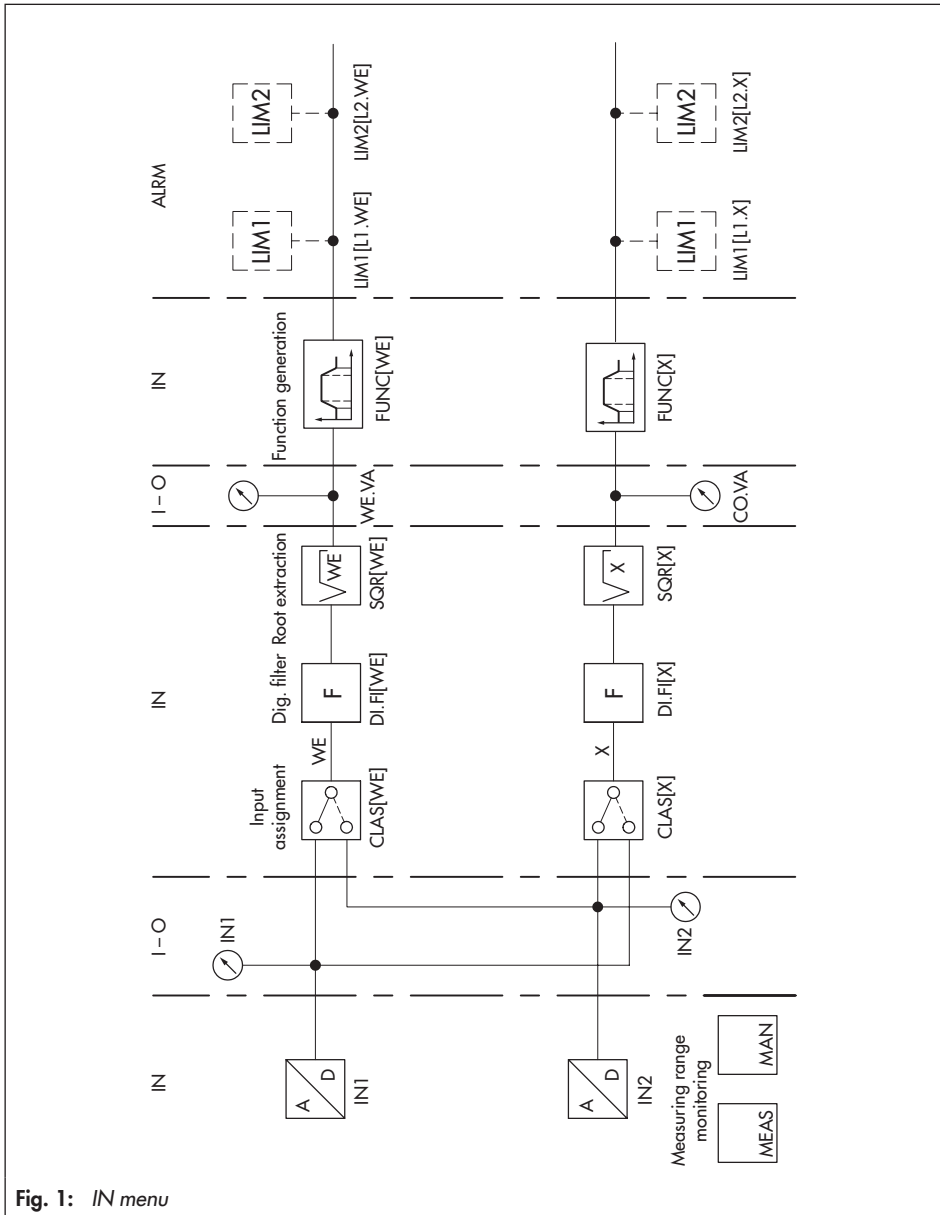 IN
I – O
IN
I – O
IN
ALRM
A
D
IN1
IN1
Input
assignment
CLAS[WE]
WE
Dig. filter
F
DI.FI[WE]
Root extraction
√WE
SQR[WE]
WE.VA
Function generation
FUNC[WE]
LIM1
LIM1[L1.WE]
LIM2
LIM2[L2.WE]
A
D
IN2
IN2
CLAS[X]
X
F
DI.FI[X]
√X
SQR[X]
CO.VA
FUNC[X]
LIM1
LIM1[L1.X]
LIM2
LIM2[L2.X]
Measuring range
monitoring
MEAS
MAN
Fig. 1: IN menu